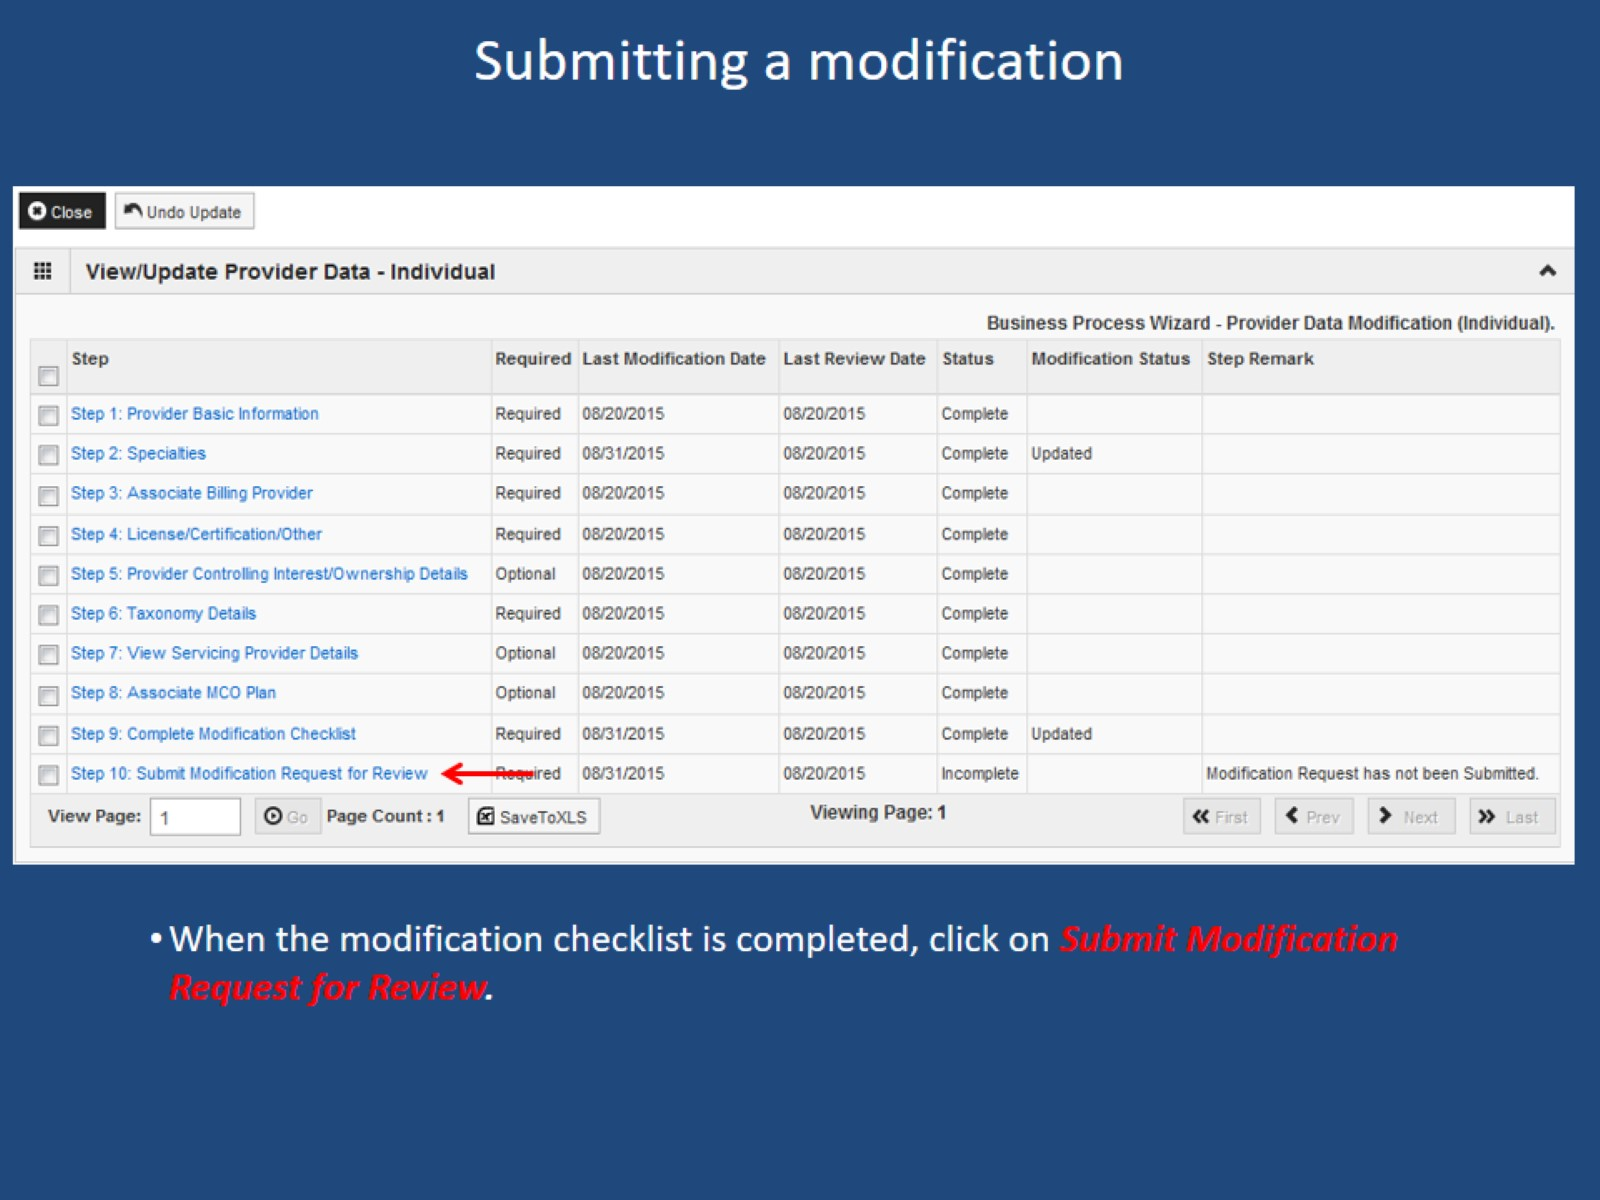 Submitting a modification
Close Undo Update
View/Update Provider Data - Individual
Business Process Wizard - Provider Data Modification (Individual).
Step Required Last Modification Date Last Review Date Status Modification Status Step Remark
Step 1: Provider Basic Information Required 08/20/2015 08/20/2015 Complete
Step 2: Specialties Required 08/31/2015 08/20/2015 Complete Updated
Step 3: Associate Billing Provider Required 08/20/2015 08/20/2015 Complete
Step 4: License/Certification/Other Required 08/20/2015 08/20/2015 Complete
Step 5: Provider Controlling Interest/Ownership Details Optional 08/20/2015 08/20/2015 Complete
Step 6: Taxonomy Details Required 08/20/2015 08/20/2015 Complete
Step 7: View Servicing Provider Details Optional 08/20/2015 08/20/2015 Complete
Step 8: Associate MCO Plan Optional 08/20/2015 08/20/2015 Complete
Step 9: Complete Modification Checklist Required 08/31/2015 08/20/2015 Complete Updated
Step 10: Submit Modification Request for Review Required 08/31/2015 08/20/2015 Incomplete Modification Request has not been Submitted.
View Page: 1 Go Page Count : 1 SaveToXLS Viewing Page: 1 First Prev Next Last
• When the modification checklist is completed, click on Submit Modification
Request for Review.